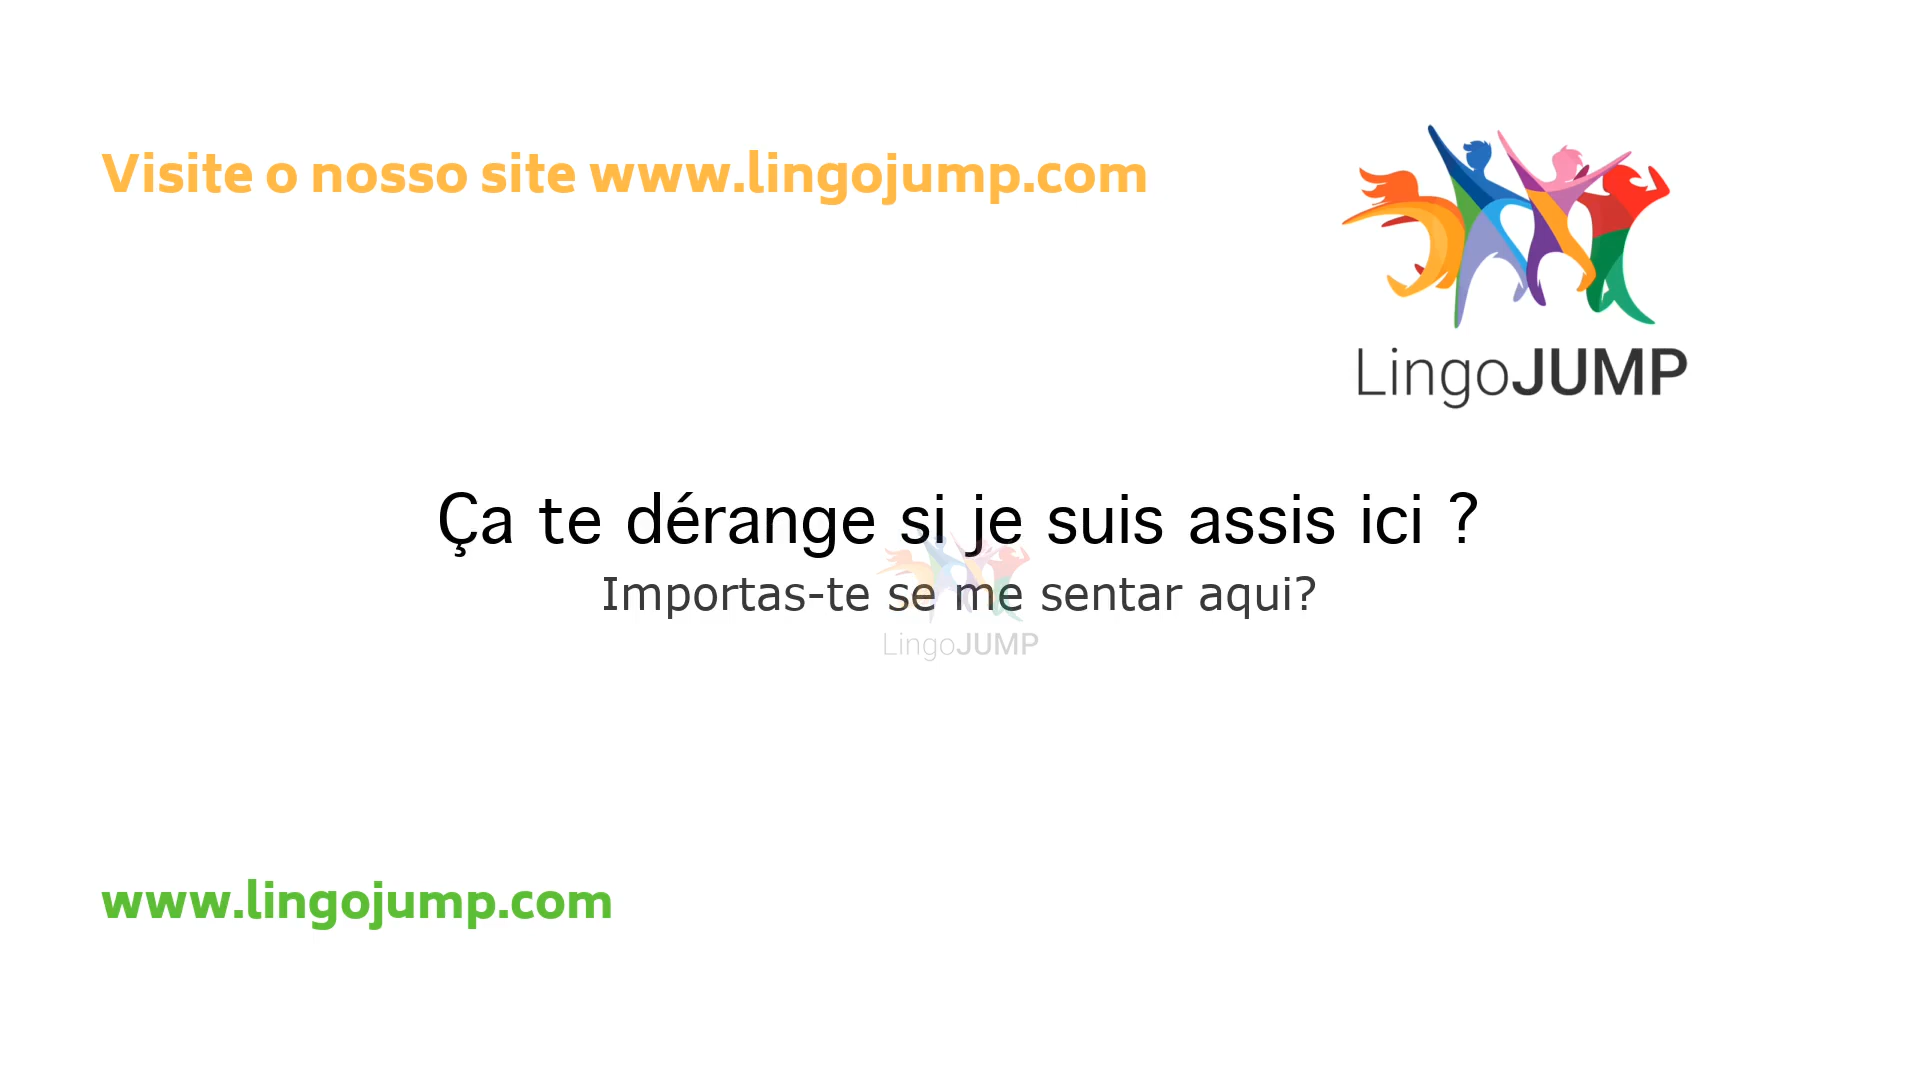 Visite o nosso site www.lingojump.com
LingoJUMP
Ça te dérange si je suis assis ici ?
Importas-te se me sentar aqui?
LingoJUMP
www.lingojump.com